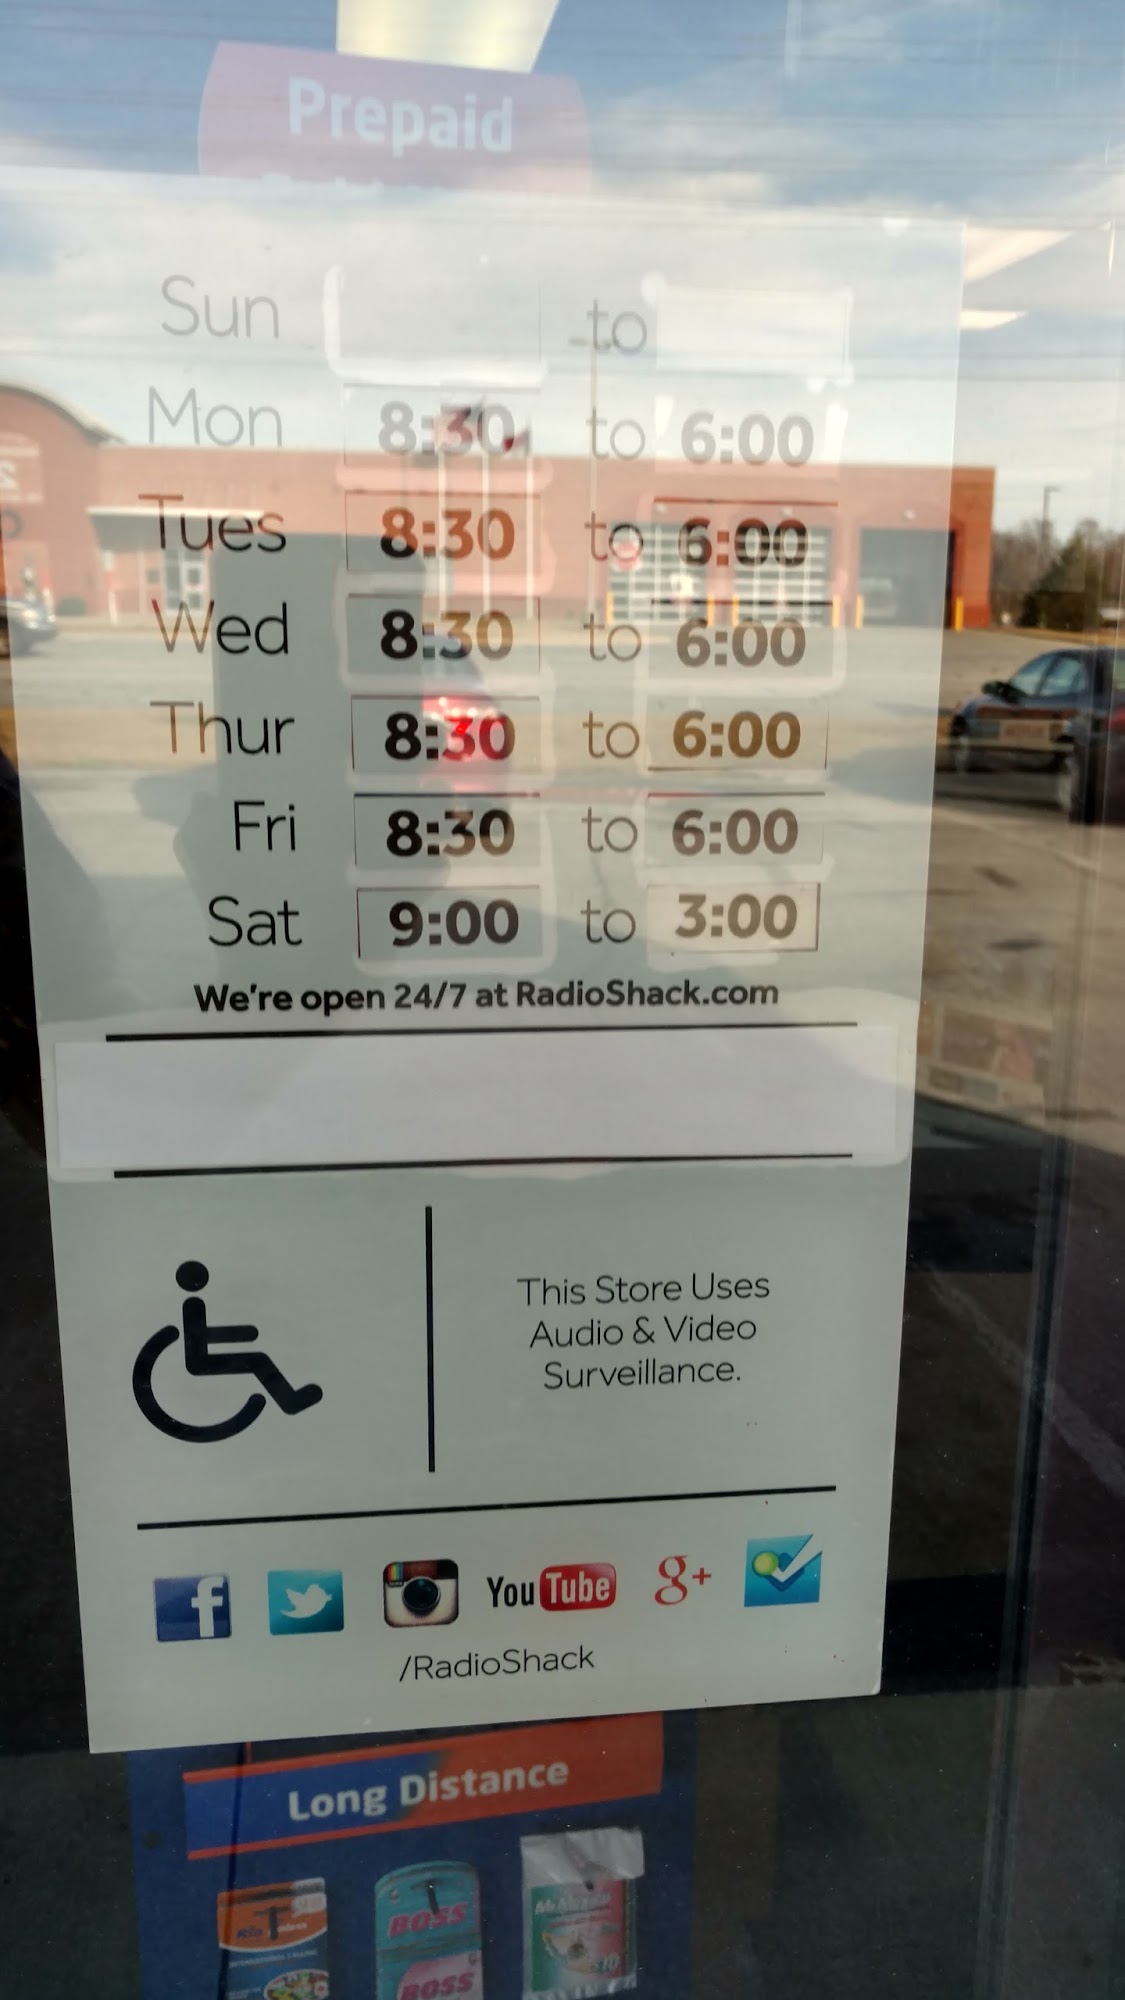 Prepaid
Sun to
Mon 8:30 to 6:00
Tues 8:30 to 6:00
Wed 8:30 to 6:00
Thur 8:30 to 6:00
Fri 8:30 to 6:00
Sat 9:00 to 3:00
We're open 24/7 at RadioShack.com
This Store Uses
Audio & Video
Surveillance.
f You Tube g+
/RadioShack
Long Distance
BOSS
BOSS
$10